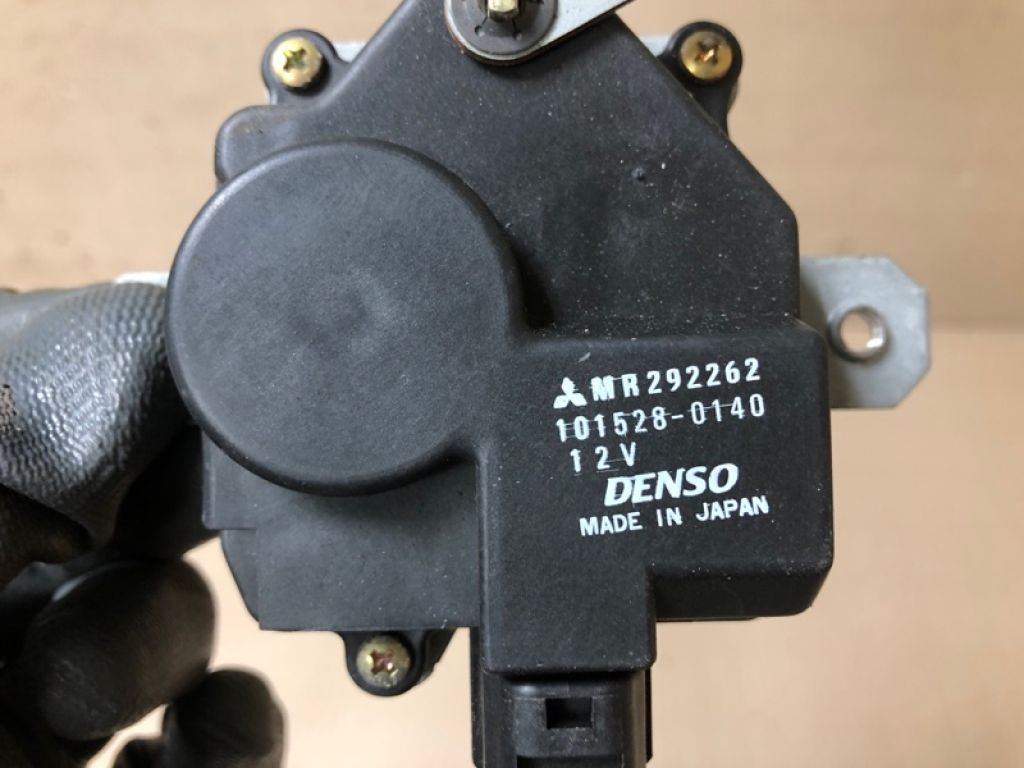 MR292262
101528-0140
12V
DENSO
MADE IN JAPAN